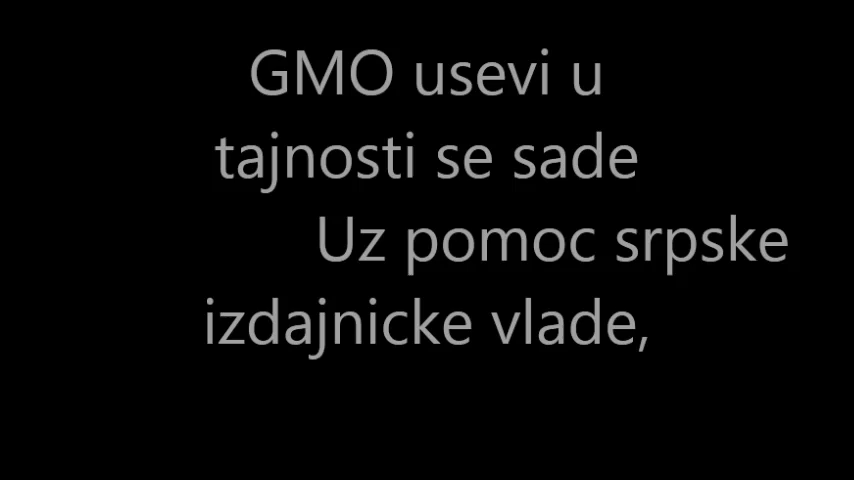 GMO usevi u
tajnosti se sade
Uz pomoc srpske
izdajnicke vlade,